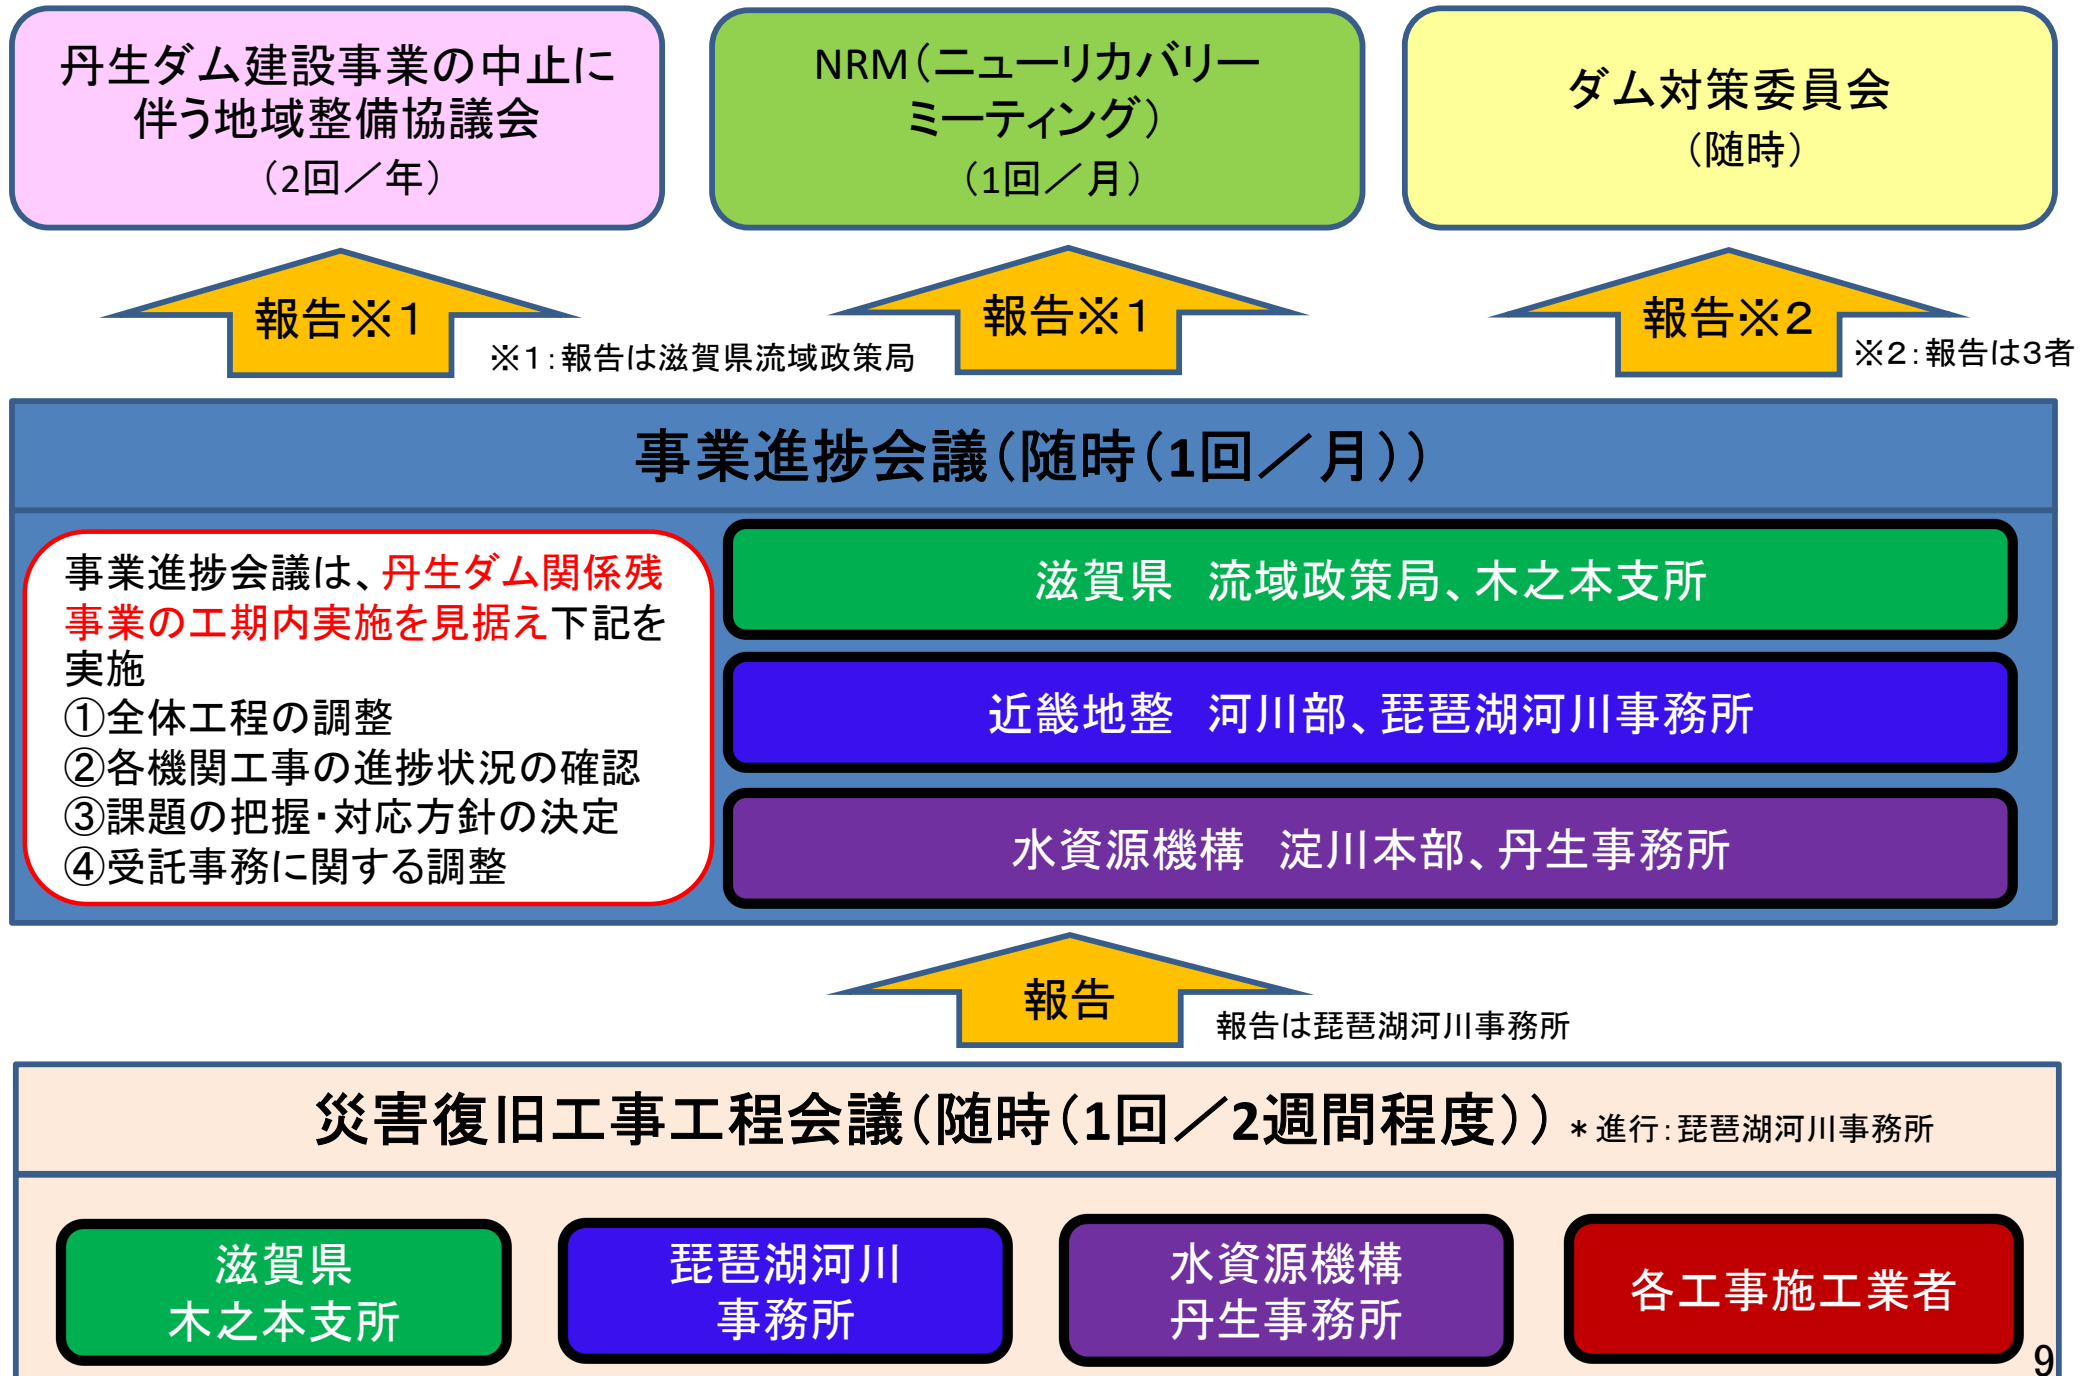 丹生ダム建設事業の中止に
伴う地域整備協議会
（2回／年）
NRM（ニューリカバリー
ミーティング）
（1回／月）
ダム対策委員会
（随時）
報告※1
報告※1
報告※2
※1：報告は滋賀県流域政策局
※2：報告は3者
事業進捗会議（随時（1回／月））
事業進捗会議は、丹生ダム関係残
事業の工期内実施を見据え下記を
実施
①全体工程の調整
②各機関工事の進捗状況の確認
③課題の把握・対応方針の決定
④受託事務に関する調整
滋賀県　流域政策局、木之本支所
近畿地整　河川部、琵琶湖河川事務所
水資源機構　淀川本部、丹生事務所
報告
報告は琵琶湖河川事務所
災害復旧工事工程会議（随時（1回／2週間程度））＊進行：琵琶湖河川事務所
滋賀県
木之本支所
琵琶湖河川
事務所
水資源機構
丹生事務所
各工事施工業者
9